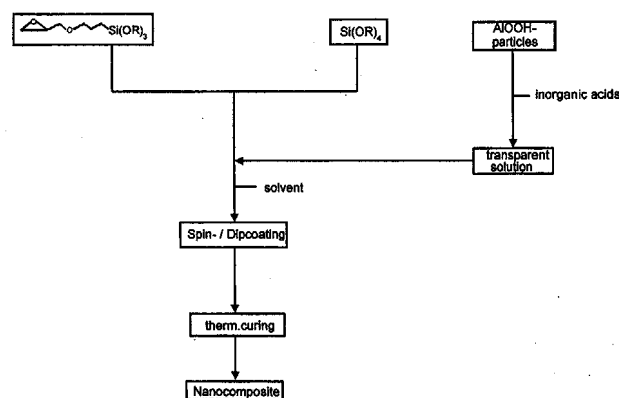 O
O
Si(OR)3
Si(OR)4
AlOOH-
particles
inorganic acids
transparent
solution
solvent
Spin- / Dipcoating
therm.curing
Nanocomposite